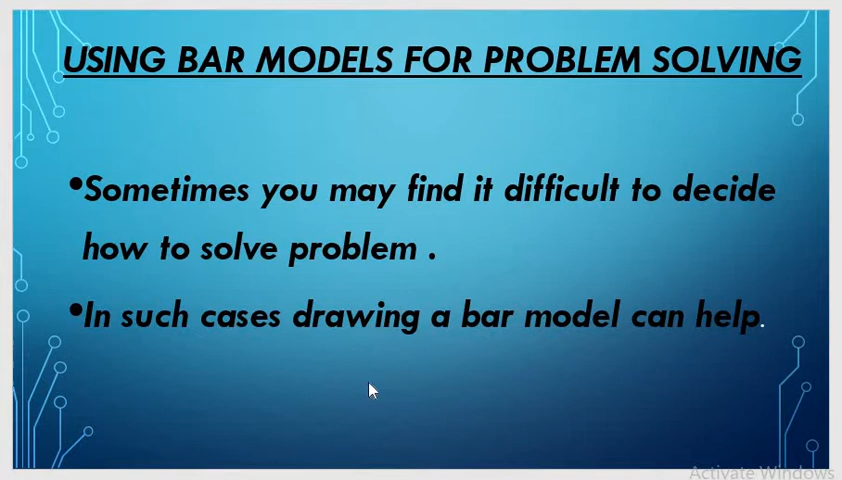 USING BAR MODELS FOR PROBLEM SOLVING
•Sometimes you may find it difficult to decide
how to solve problem .
•In such cases drawing a bar model can help.
Activate Windows